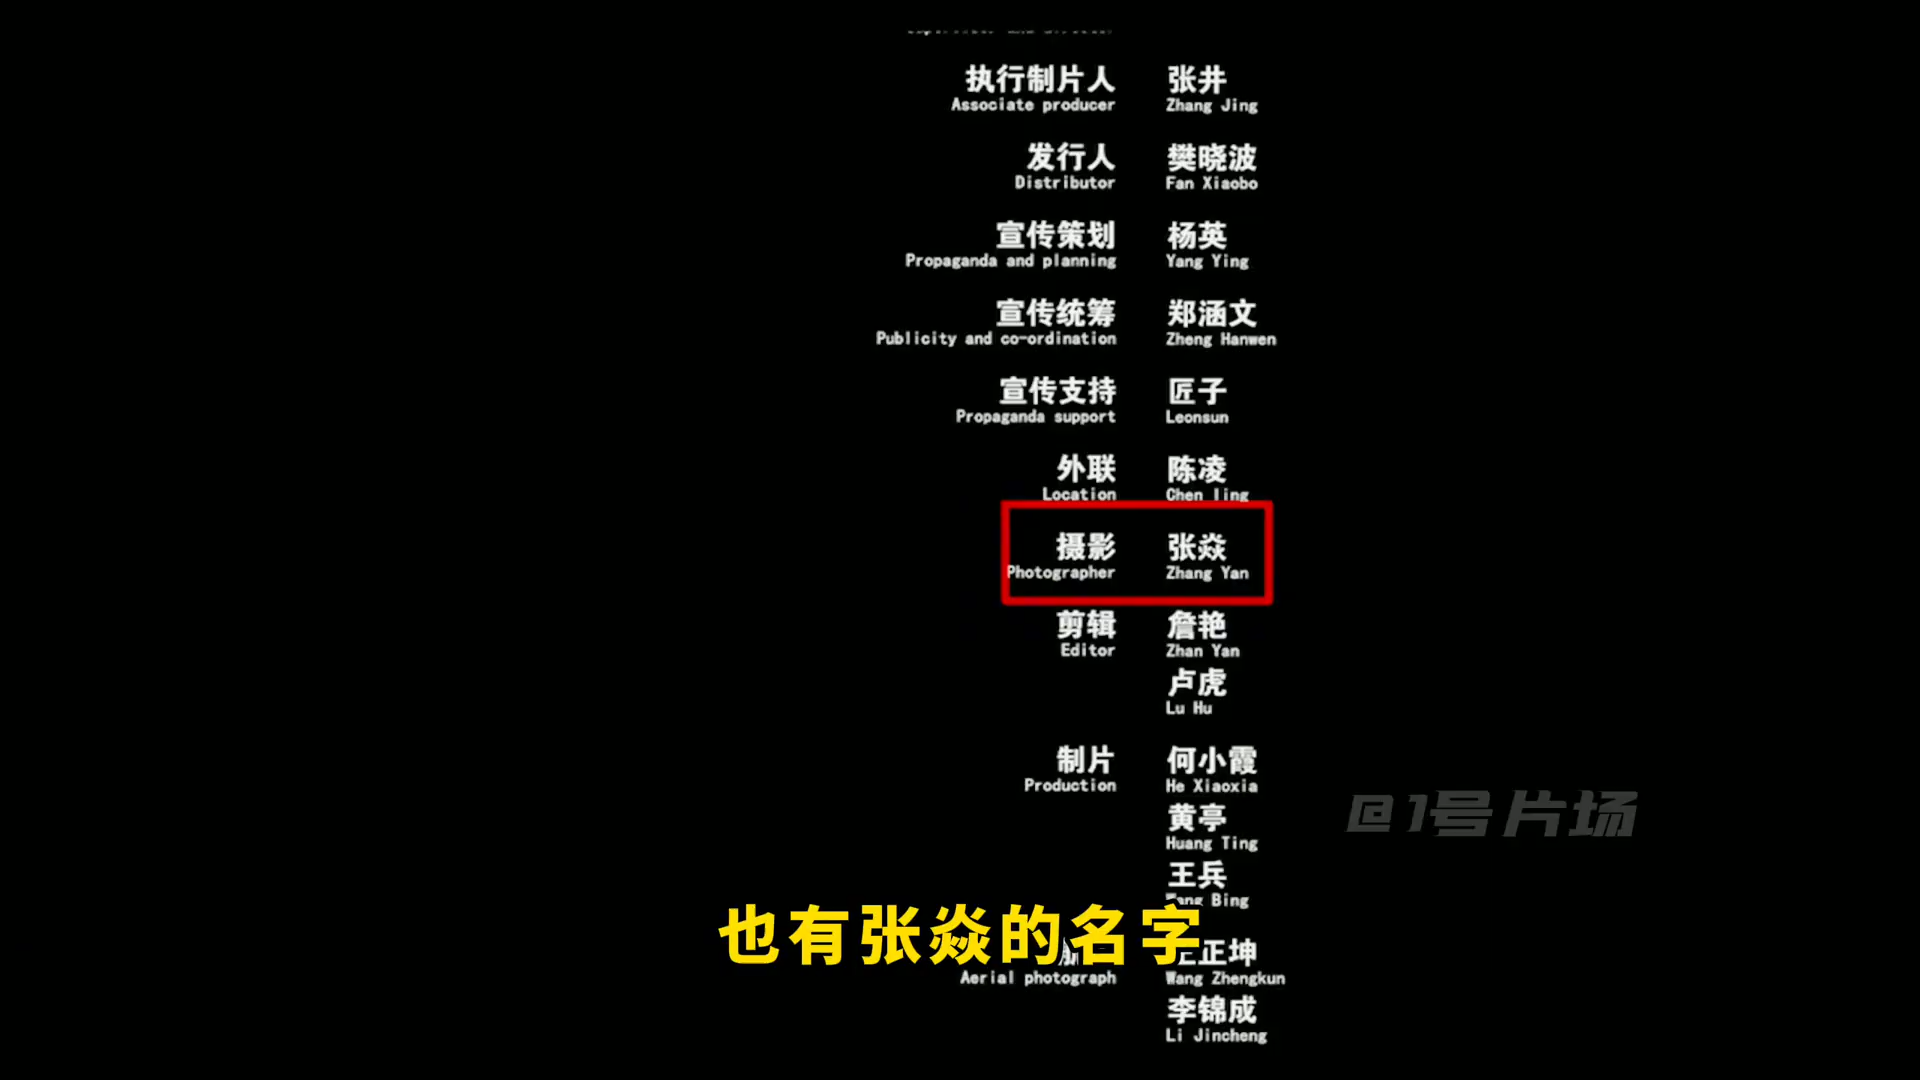 执行制片人 张井
Associate producer Zhang Jing
发行人 樊晓波
Distributor Fan Xiaobo
宣传策划 杨英
Propaganda and planning Yang Ying
宣传统筹 郑涵文
Publicity and co-ordination Zheng Hanwen
宣传支持 匠子
Propaganda support Leonsun
外联 陈凌
Location Chen ling
摄影 张焱
Photographer Zhang Yan
剪辑 詹艳
Editor Zhan Yan
卢虎
Lu Hu
制片 何小霞
Production He Xiaoxia
@1号片场
黄亭
Huang Ting
王兵
Bing
也有张焱的名字
正坤
Aerial photograph Wang Zhengkun
李锦成
Li Jincheng